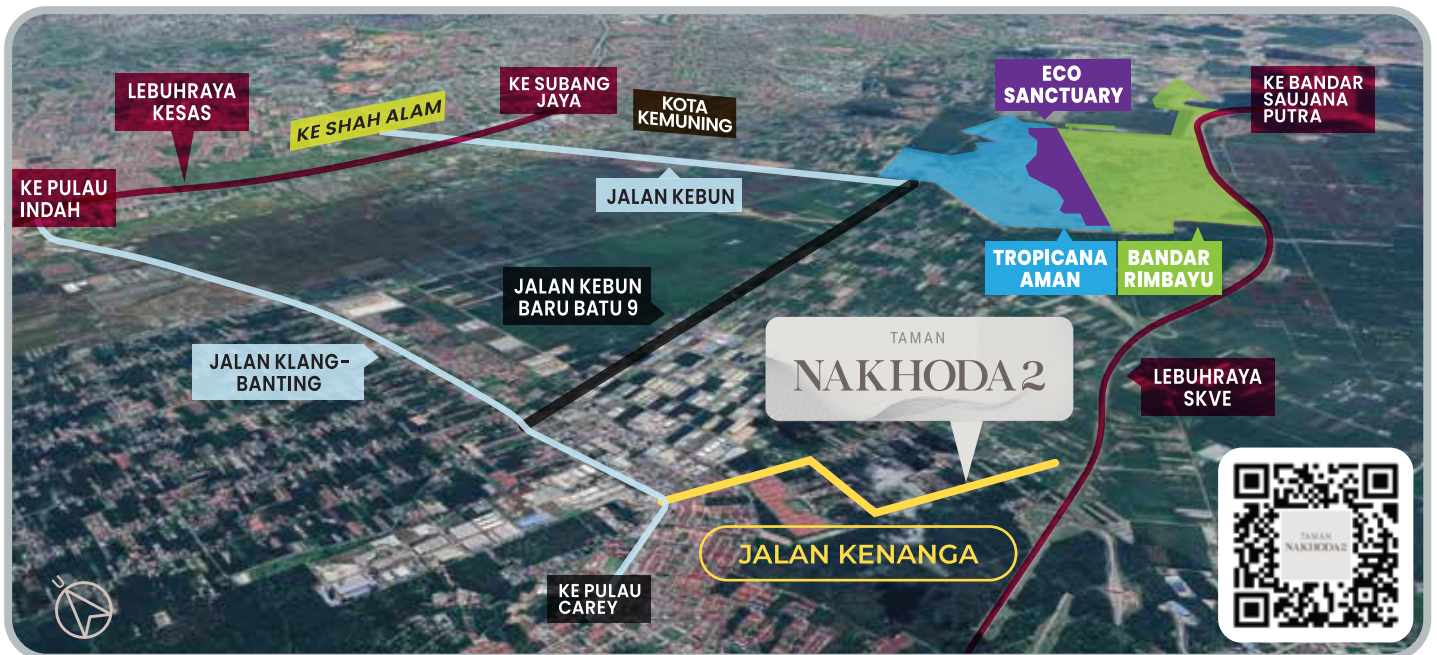 LEBUHRAYA
KESAS
KE SHAH ALAM
KE SUBANG
JAYA
KOTA
KEMUNING
ECO
SANCTUARY
KE BANDAR
SAUJANA
PUTRA
KE PULAU
INDAH
JALAN KEBUN
TROPICANA
AMAN
BANDAR
RIMBAYU
JALAN KEBUN
BARU BATU 9
TAMAN
NAKHODA 2
JALAN KLANG-
BANTING
LEBUHRAYA
SKVE
JALAN KENANGA
KE PULAU
CAREY
TAMAN
NAKHODA2
U